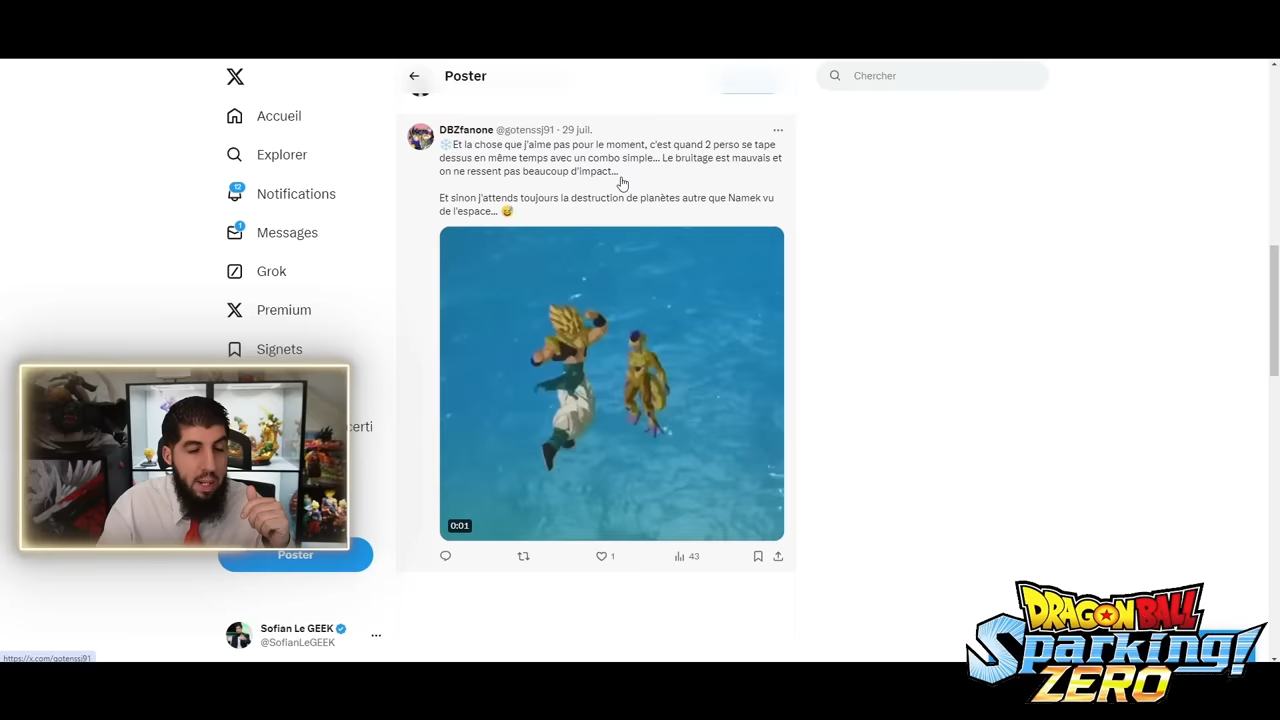 Poster
Chercher
Accueil
Explorer
12
Notifications
1
Messages
Grok
Premium
Signets
certi
Poster
Sofian Le GEEK
@SofianLeGEEK
DBZfanone @gotenssj91 · 29 juil.
❄️Et la chose que j'aime pas pour le moment, c'est quand 2 perso se tape
dessus en même temps avec un combo simple... Le bruitage est mauvais et
on ne ressent pas beaucoup d'impact...
Et sinon j'attends toujours la destruction de planètes autre que Namek vu
de l'espace... 😅
0:01
1
43
https://x.com/gotenssj91
DRAGON BALL
Sparking!
ZERO